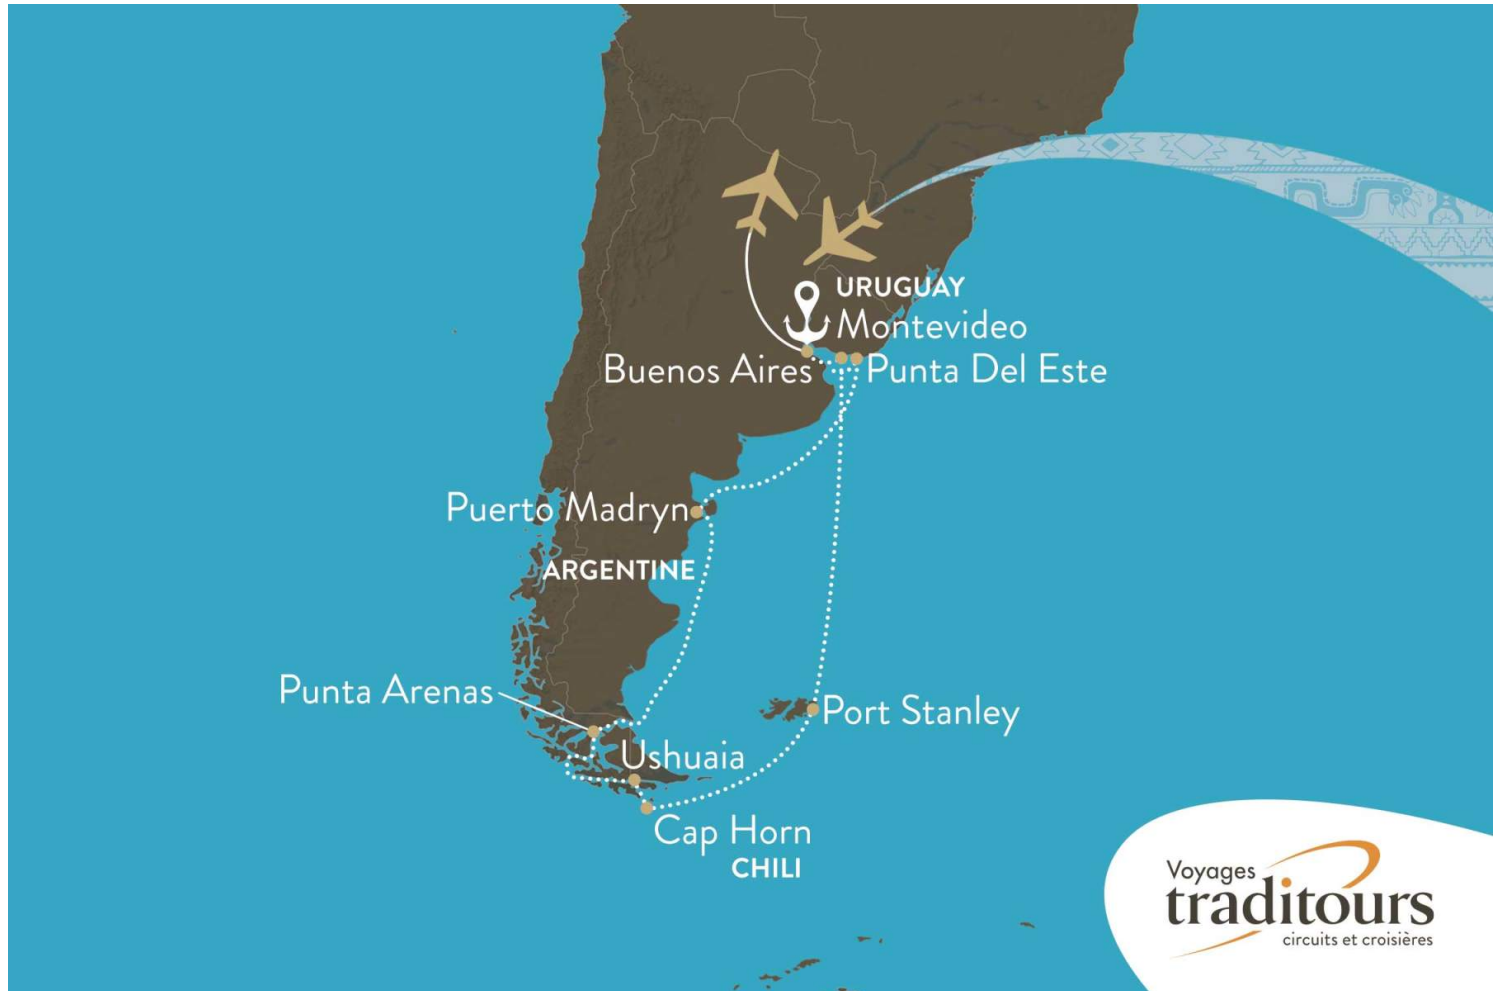 URUGUAY
Montevideo
Buenos Aires
Punta Del Este
Puerto Madryn
ARGENTINE
Punta Arenas
Port Stanley
Ushuaia
Cap Horn
CHILI
Voyages
traditours
circuits et croisières